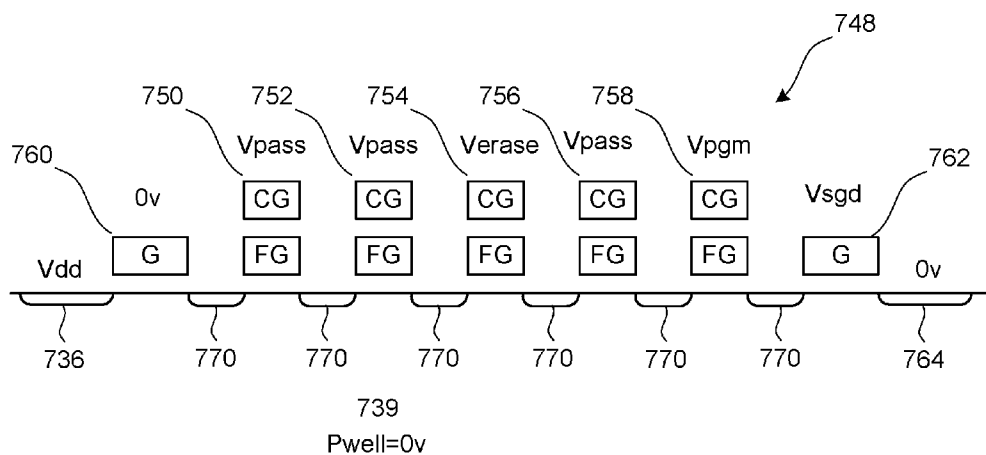 748
750 752 754 756 758
Vpass Vpass Verase Vpass Vpgm
760 762
0v CG CG CG CG CG Vsgd
Vdd G FG FG FG FG FG G 0v
736 770 770 770 770 770 770 764
739
Pwell=0v